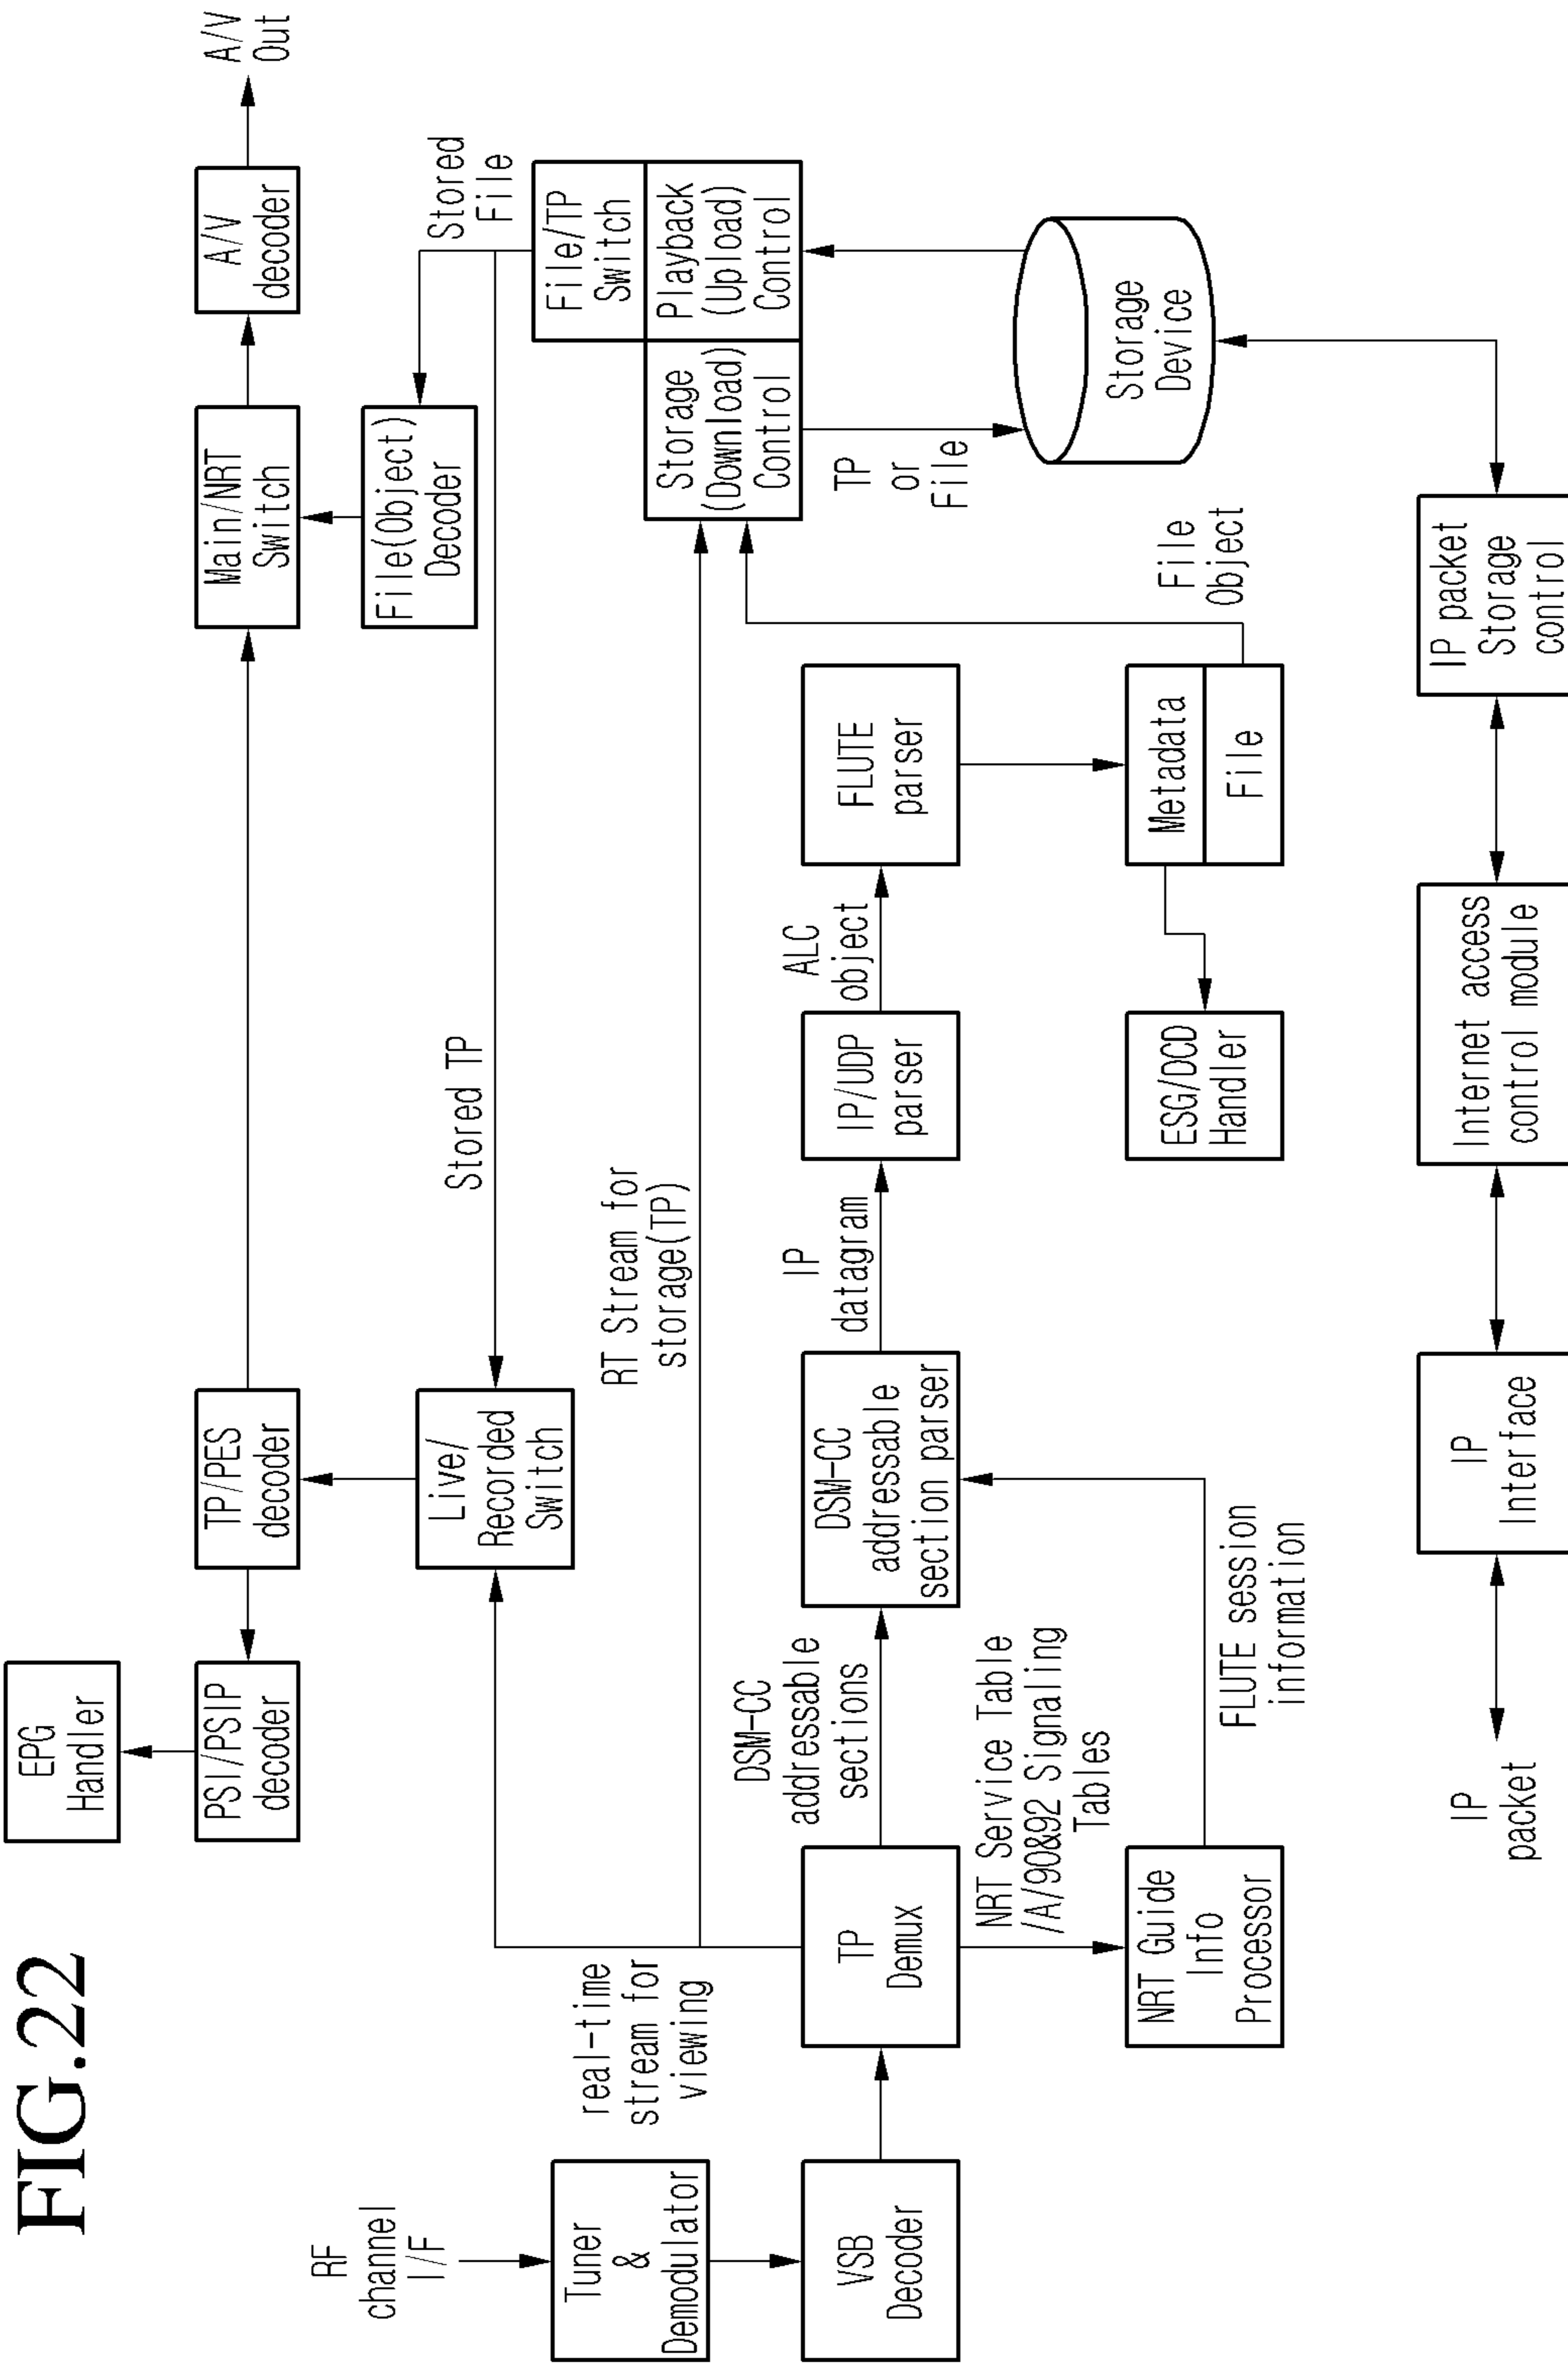 FIG.22
EPG
Handler
PSI/PSIP
decoder
TP/PES
decoder
Main/NRT
Switch
A/V
decoder
A/V
Out
RF
channel
I/F
Live/
Recorded
Switch
Stored TP
File(Object)
Decoder
Stored
File
Tuner
&
Demodulator
real-time
stream for
viewing
RT Stream for
storage(TP)
File/TP
Switch
Storage
(Download)
Control
Playback
(Upload)
Control
VSB
Decoder
TP
Demux
DSM-CC
addressable
sections
DSM-CC
addressable
section parser
IP
datagram
IP/UDP
parser
ALC
object
FLUTE
parser
TP
or
File
NRT Service Table
/A/90&92 Signaling
Tables
NRT Guide
Info
Processor
FLUTE session
information
ESG/DCD
Handler
Metadata
File
File
Object
Storage
Device
IP
packet
IP
Interface
Internet access
control module
IP packet
Storage
control